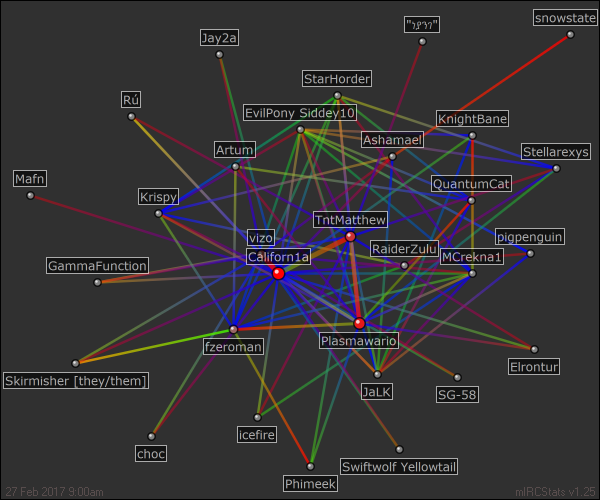 snowstate
Jay2a
StarHorder
Rú
EvilPony Siddey10
KnightBane
Ashamael
Artum
Stellarexys
Mafn
Krispy
QuantumCat
TntMatthew
vizo
pigpenguin
Californ1a
RaiderZulu
MCrekna1
GammaFunction
fzeroman
Plasmawario
Elrontur
Skirmisher [they/them]
JaLK
SG-58
icefire
choc
Swiftwolf Yellowtail
Phimeek
27 Feb 2017 9:00am
mIRCStats v1.25